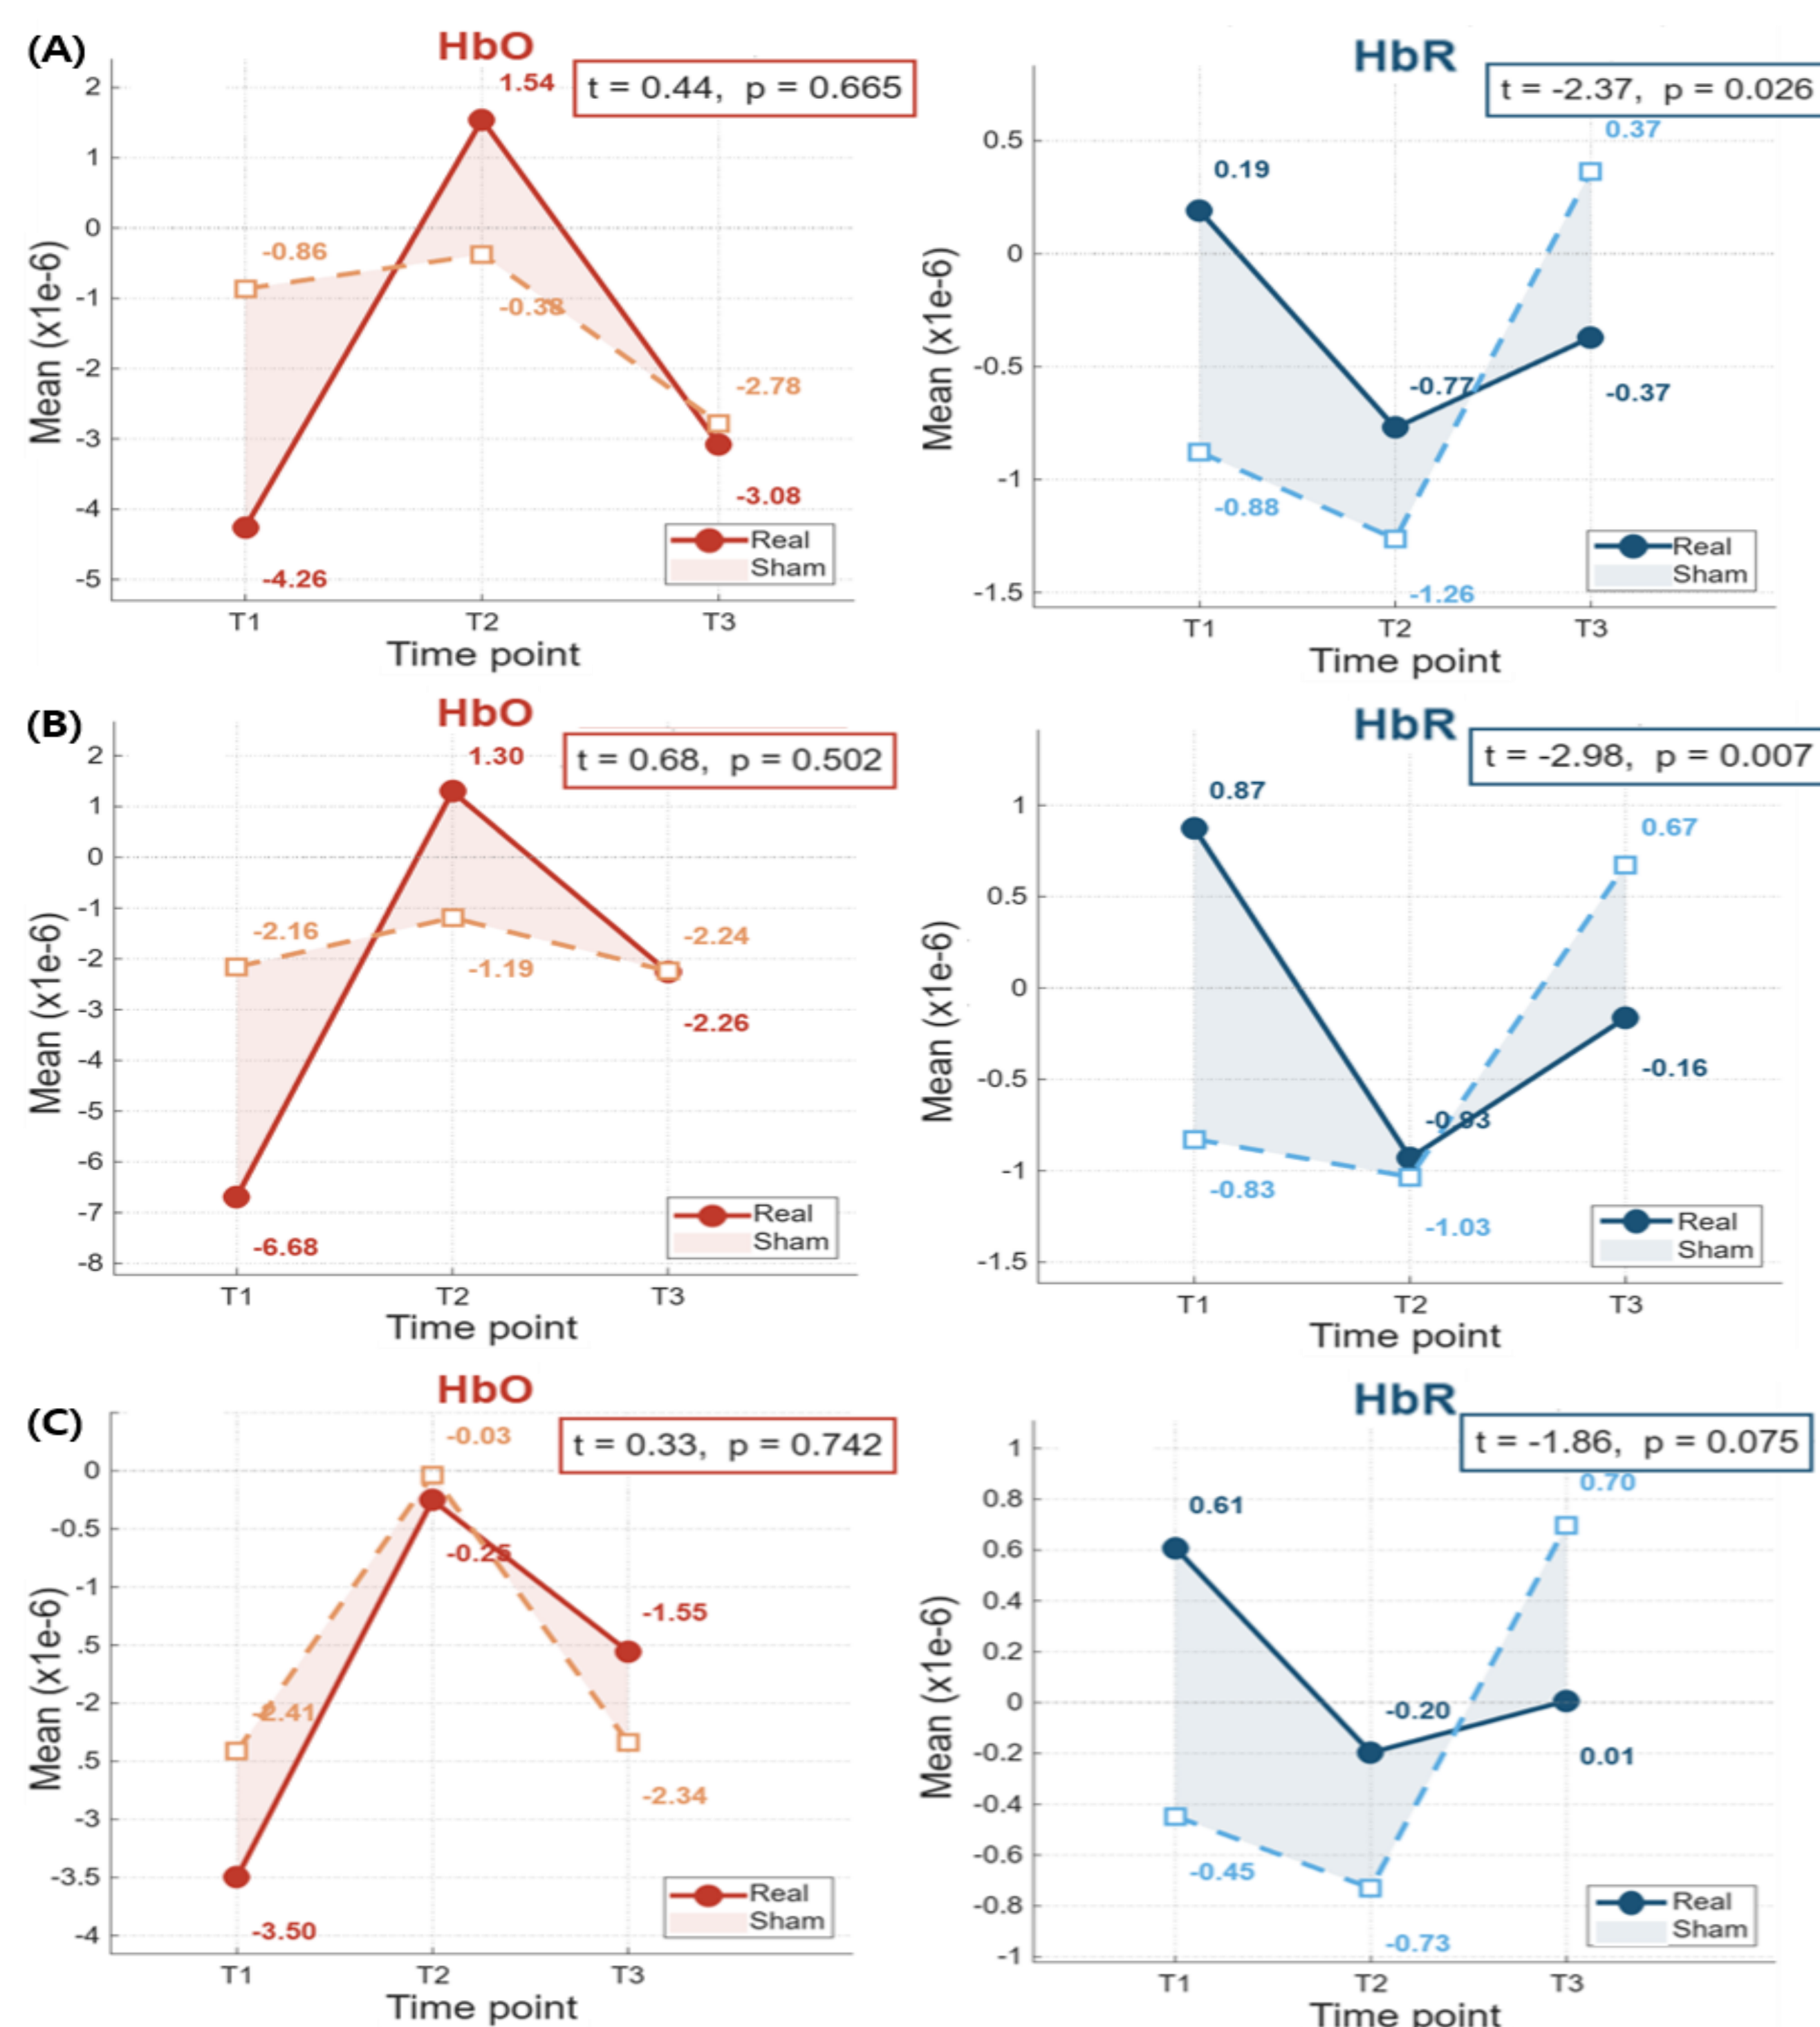 (A)
HbO
t = 0.44, p = 0.665
1.54
2
1
0
-1
-2
-3
-4
-5
-0.86
-0.38
-2.78
-3.08
-4.26
Real
Sham
T1
T2
T3
Time point
Mean (x1e-6)
HbR
t = -2.37, p = 0.026
0.37
0.5
0
-0.5
-1
-1.5
0.19
-0.77
-0.37
-0.88
-1.26
Real
Sham
T1
T2
T3
Time point
Mean (x1e-6)
(B)
HbO
t = 0.68, p = 0.502
1.30
2
1
0
-1
-2
-3
-4
-5
-6
-7
-8
-2.16
-1.19
-2.24
-2.26
-6.68
Real
Sham
T1
T2
T3
Time point
Mean (x1e-6)
HbR
t = -2.98, p = 0.007
0.87
0.67
1
0.5
0
-0.5
-1
-1.5
-0.16
-0.93
-0.83
-1.03
Real
Sham
T1
T2
T3
Time point
Mean (x1e-6)
(C)
HbO
t = 0.33, p = 0.742
-0.03
0
-0.5
-1
.5
-2
.5
-3
-3.5
-4
-0.25
-1.55
-2.41
-2.34
-3.50
Real
Sham
T1
T2
T3
Time point
Mean (x1e-6)
HbR
t = -1.86, p = 0.075
0.70
1
0.8
0.6
0.4
0.2
0
-0.2
-0.4
-0.6
-0.8
-1
0.61
-0.20
0.01
-0.45
-0.73
Real
Sham
T1
T2
T3
Time point
Mean (x1e-6)